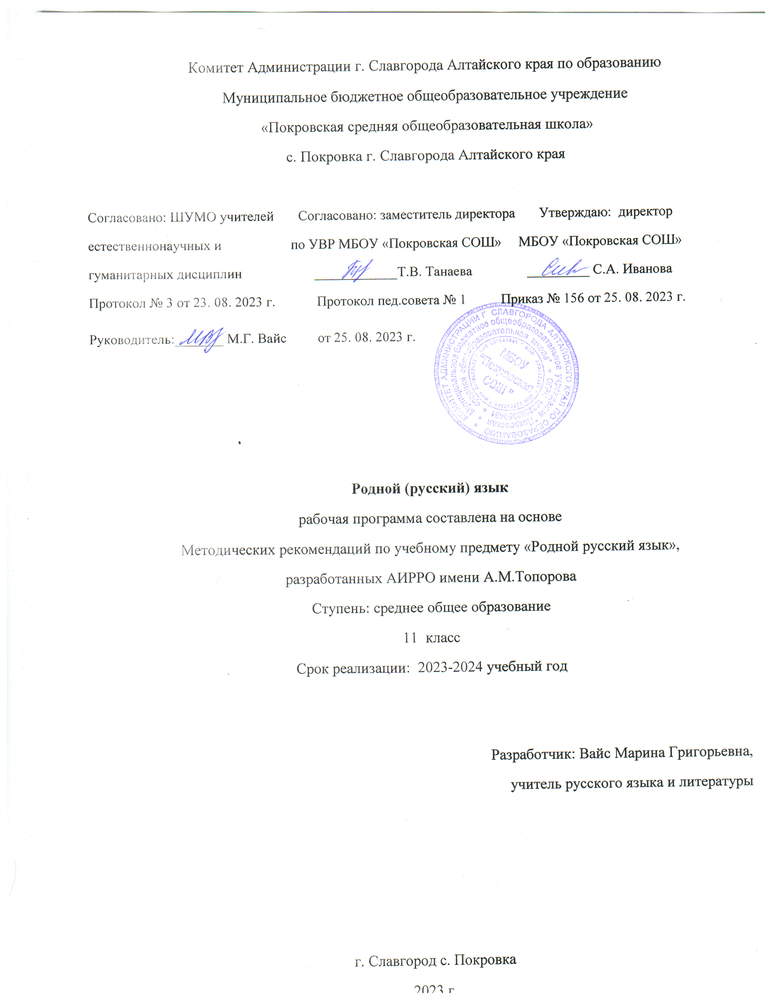 Комитет Администрации г. Славгорода Алтайского края по образованию
Муниципальное бюджетное общеобразовательное учреждение
«Покровская средняя общеобразовательная школа»
с. Покровка г. Славгорода Алтайского края
Согласовано: ШУМО учителей Согласовано: заместитель директора Утверждаю: директор
естественнонаучных и по УВР МБОУ «Покровская СОШ» МБОУ «Покровская СОШ»
гуманитарных дисциплин ____________Т.В. Танаева _________ С.А. Иванова
Протокол № 3 от 23. 08. 2023 г. Протокол пед.совета № 1 Приказ № 156 от 25. 08. 2023 г.
Руководитель:_______ М.Г. Вайс от 25. 08. 2023 г.
КОМИТЕТ АДМИНИСТРАЦИИ Г СЛАВГОРОДА АЛТАЙСКОГО КРАЯ ПО ОБРАЗОВАНИЮ
Муниципальное бюджетное общеобразовательное учреждение "Покровская
средняя общеобразовательная школа" * ОГРН
МБОУ
"Покровская
СОШ"
Родной (русский) язык
рабочая программа составлена на основе
Методических рекомендаций по учебному предмету «Родной русский язык»,
разработанных АИРРО имени А.М.Топорова
Ступень: среднее общее образование
11 класс
Срок реализации: 2023-2024 учебный год
Разработчик: Вайс Марина Григорьевна,
учитель русского языка и литературы
г. Славгород с. Покровка
2023 г